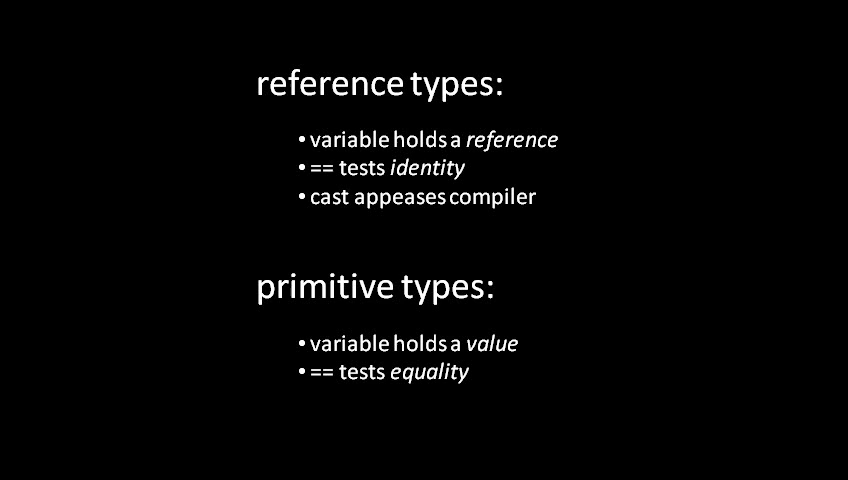 reference types:
• variable holds a reference
• == tests identity
• cast appeases compiler
primitive types:
• variable holds a value
• == tests equality